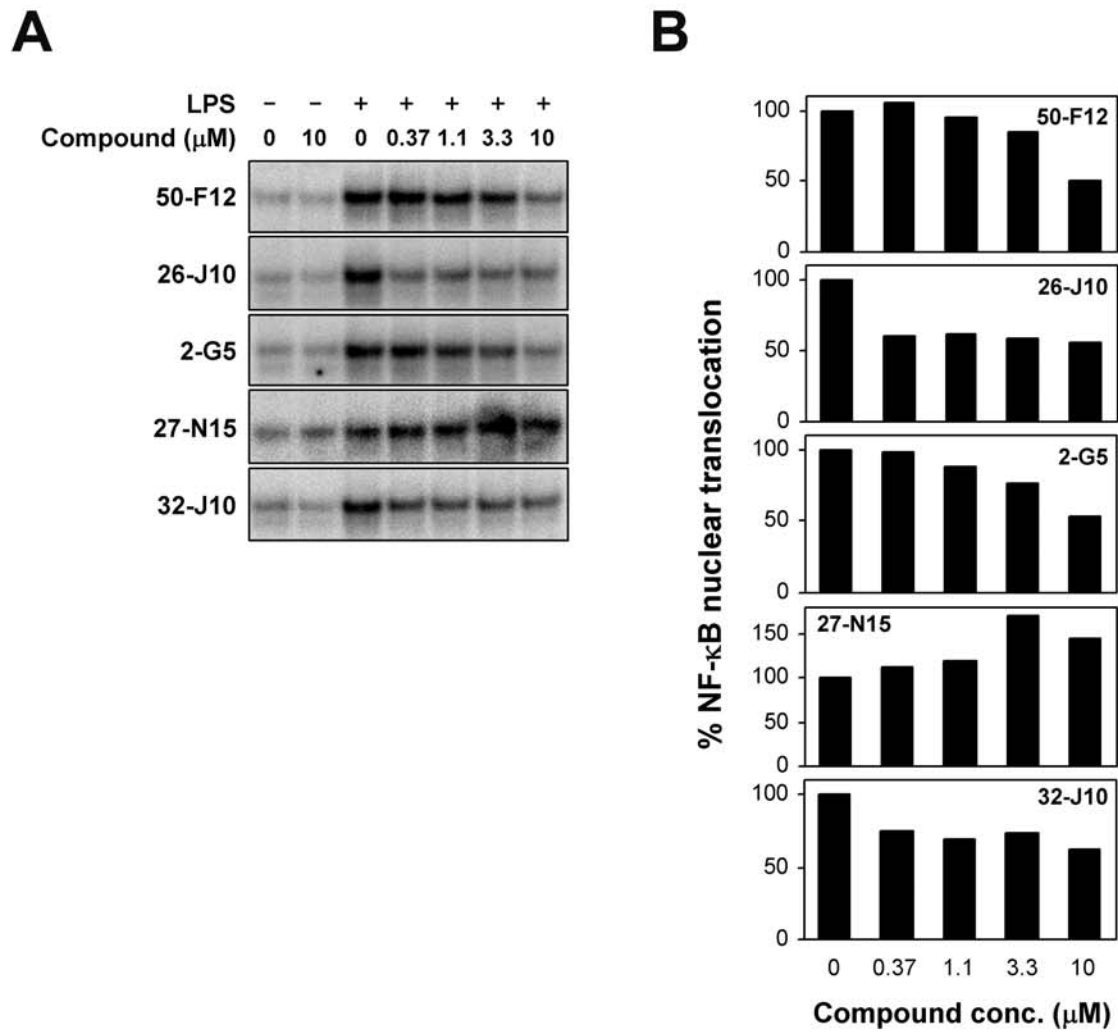 A
LPS - - + + + + +
Compound (μM) 0 10 0 0.37 1.1 3.3 10
50-F12
26-J10
2-G5
27-N15
32-J10
B
% NF-κB nuclear translocation
100
50
0
50-F12
100
50
0
26-J10
100
50
0
2-G5
150
100
50
0
27-N15
100
50
0
32-J10
0 0.37 1.1 3.3 10
Compound conc. (μM)